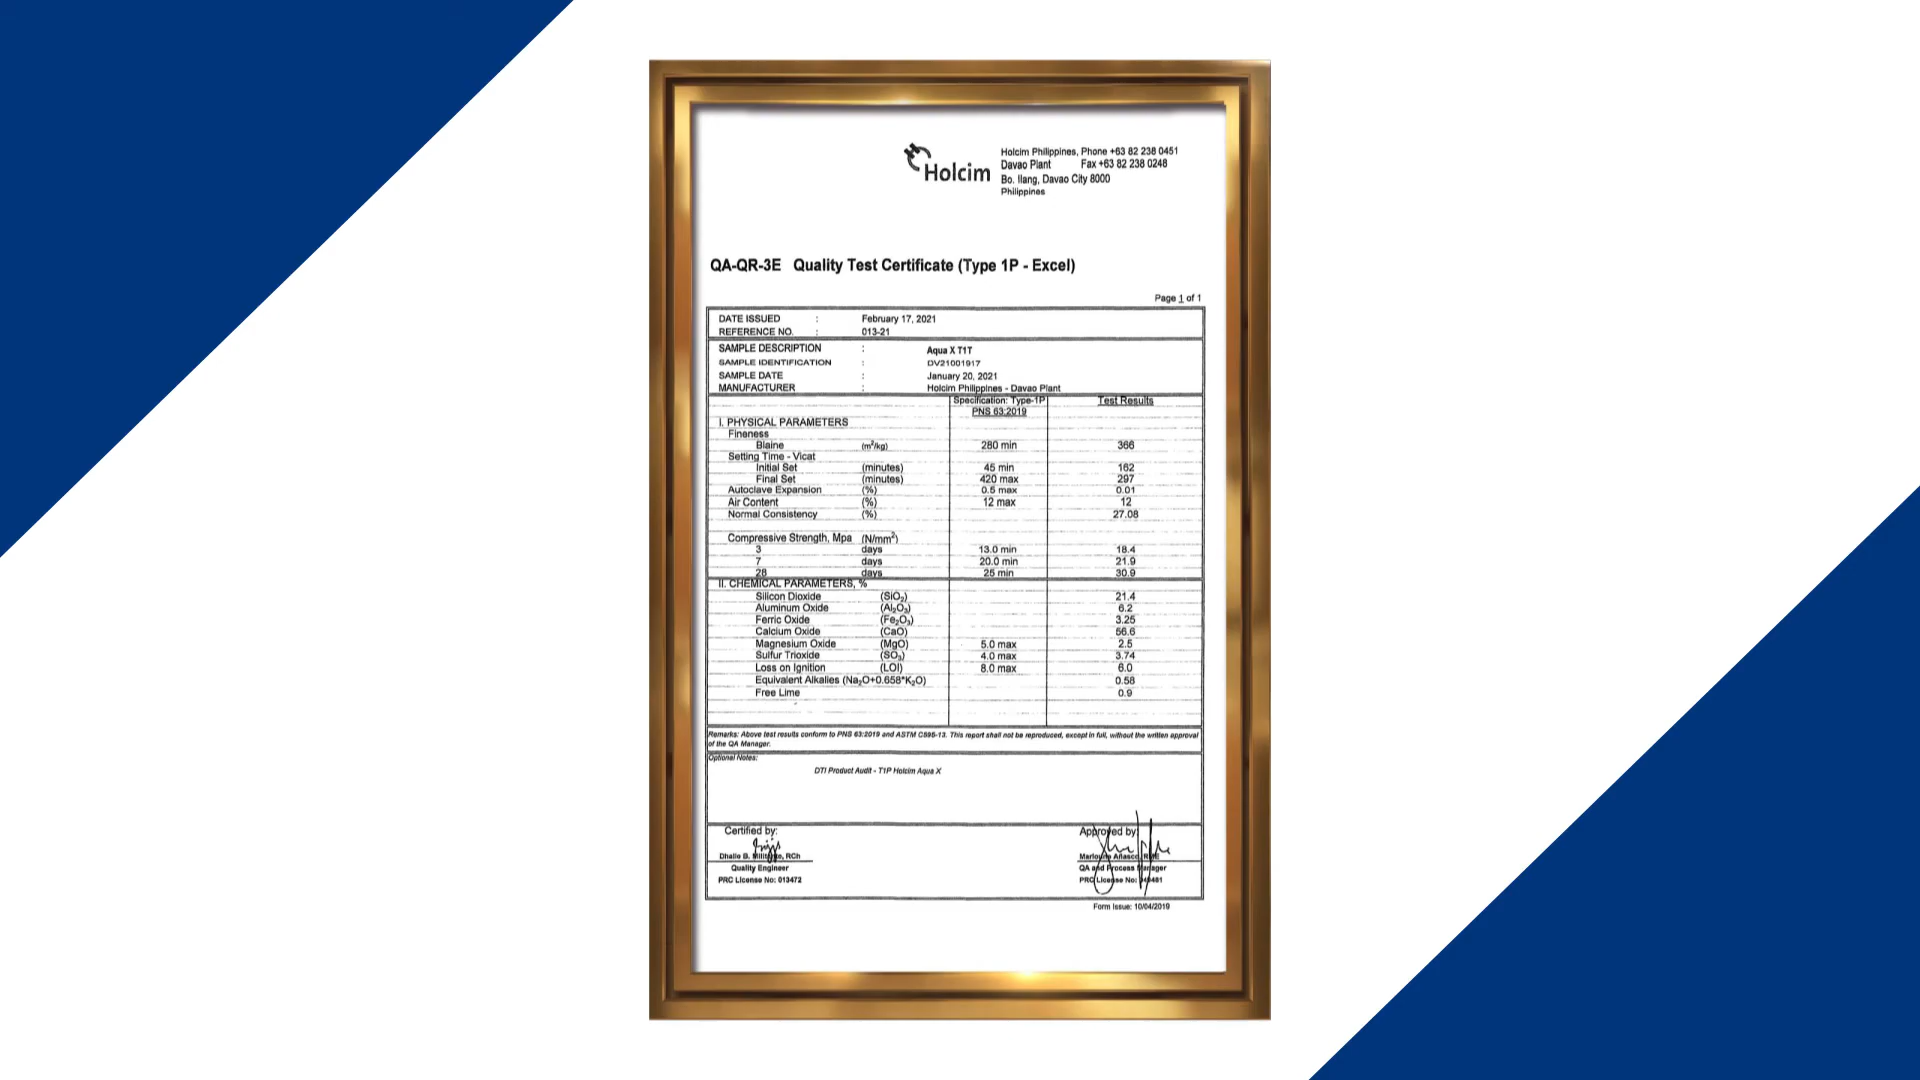 Holcim
Holcim Philippines, Phone +63 82 238 0451
Davao Plant Fax +63 82 238 0248
Bo. Ilang, Davao City 8000
Philippines
QA-QR-3E Quality Test Certificate (Type 1P - Excel)
Page 1 of 1
DATE ISSUED : February 17, 2021
REFERENCE NO. : 013-21
SAMPLE DESCRIPTION : Aqua X T1T
SAMPLE IDENTIFICATION : DV21001917
SAMPLE DATE : January 20, 2021
MANUFACTURER : Holcim Philippines - Davao Plant
Specification: Type-1P Test Results
PNS 63:2019
I. PHYSICAL PARAMETERS
Fineness
Blaine (m²/kg) 280 min 366
Setting Time - Vicat
Initial Set (minutes) 45 min 162
Final Set (minutes) 420 max 297
Autoclave Expansion (%) 0.5 max 0.01
Air Content (%) 12 max 12
Normal Consistency (%) 27.08
Compressive Strength, Mpa (N/mm²)
3 days 13.0 min 18.4
7 days 20.0 min 21.9
28 days 25 min 30.9
II. CHEMICAL PARAMETERS, %
Silicon Dioxide (SiO₂) 21.4
Aluminum Oxide (Al₂O₃) 6.2
Ferric Oxide (Fe₂O₃) 3.25
Calcium Oxide (CaO) 56.6
Magnesium Oxide (MgO) 5.0 max 2.5
Sulfur Trioxide (SO₃) 4.0 max 3.74
Loss on Ignition (LOI) 8.0 max 6.0
Equivalent Alkalies (Na₂O+0.658*K₂O) 0.58
Free Lime 0.9
Remarks: Above test results conform to PNS 63:2019 and ASTM C595-13. This report shall not be reproduced, except in full, without the written approval
of the QA Manager.
Optional Notes:
DTI Product Audit - T1P Holcim Aqua X
Certified by: Approved by:
Dhalie B. RCh
Quality Engineer QA and Process Manager
PRC License No: 013472 PRC License No:
Form Issue: 10/04/2019